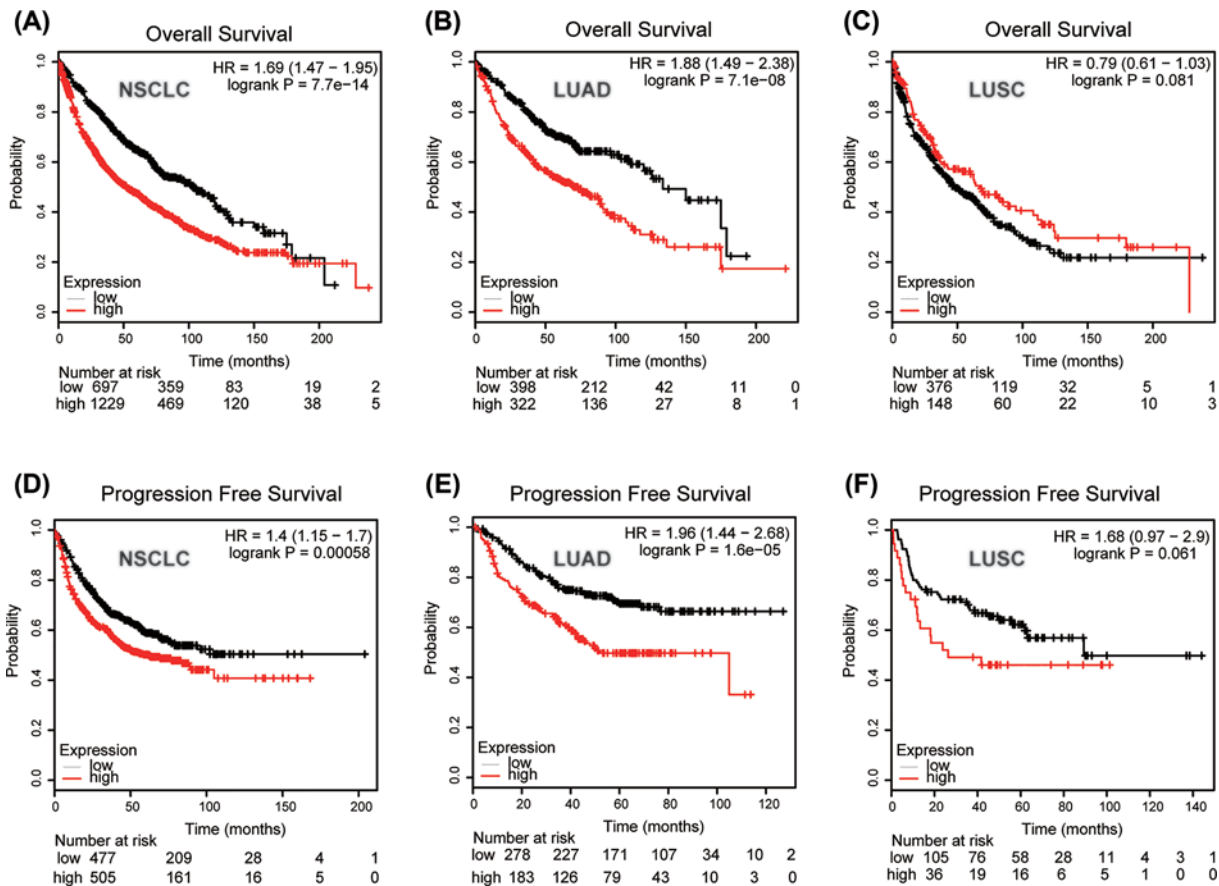 (A)
Overall Survival
HR = 1.69 (1.47 − 1.95)
logrank P = 7.7e−14
NSCLC
Probability
1.0
0.8
0.6
0.4
0.2
0.0
Expression
low
high
0 50 100 150 200
Time (months)
Number at risk
low 697 359 83 19 2
high 1229 469 120 38 5
(B)
Overall Survival
HR = 1.88 (1.49 − 2.38)
logrank P = 7.1e−08
LUAD
Probability
1.0
0.8
0.6
0.4
0.2
0.0
Expression
low
high
0 50 100 150 200
Time (months)
Number at risk
low 398 212 42 11 0
high 322 136 27 8 1
(C)
Overall Survival
HR = 0.79 (0.61 − 1.03)
logrank P = 0.081
LUSC
Probability
1.0
0.8
0.6
0.4
0.2
0.0
Expression
low
high
0 50 100 150 200
Time (months)
Number at risk
low 376 119 32 5 1
high 148 60 22 10 3
(D)
Progression Free Survival
HR = 1.4 (1.15 − 1.7)
logrank P = 0.00058
NSCLC
Probability
1.0
0.8
0.6
0.4
0.2
0.0
Expression
low
high
0 50 100 150 200
Time (months)
Number at risk
low 477 209 28 4 1
high 505 161 16 5 0
(E)
Progression Free Survival
HR = 1.96 (1.44 − 2.68)
logrank P = 1.6e−05
LUAD
Probability
1.0
0.8
0.6
0.4
0.2
0.0
Expression
low
high
0 20 40 60 80 100 120
Time (months)
Number at risk
low 278 227 171 107 34 10 2
high 183 126 79 43 10 3 0
(F)
Progression Free Survival
HR = 1.68 (0.97 − 2.9)
logrank P = 0.061
LUSC
Probability
1.0
0.8
0.6
0.4
0.2
0.0
Expression
low
high
0 20 40 60 80 100 120 140
Time (months)
Number at risk
low 105 76 58 28 11 4 3 1
high 36 19 16 6 5 1 0 0